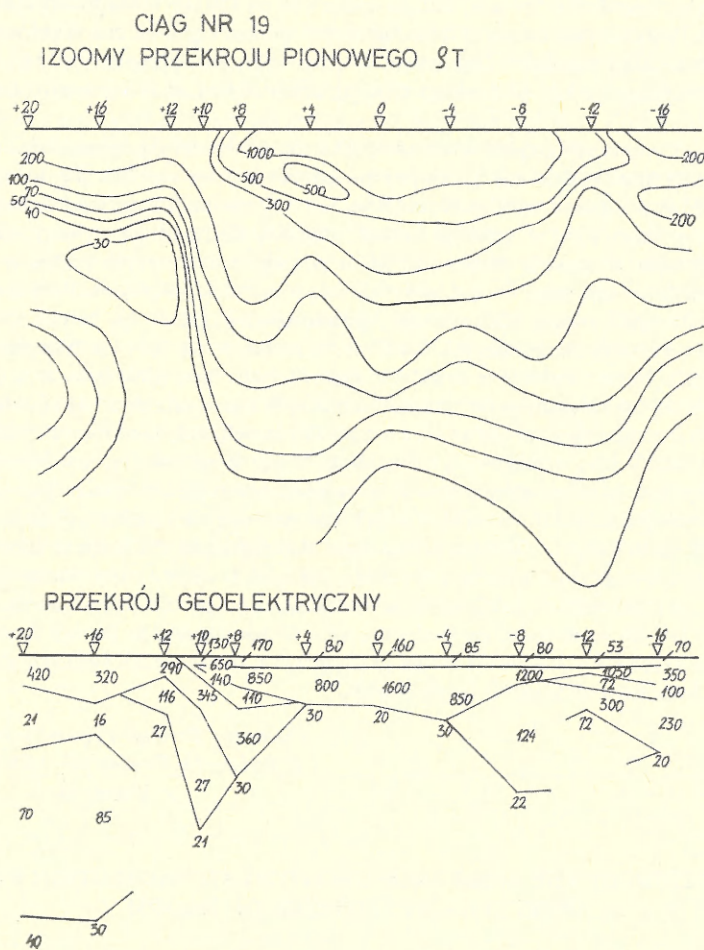 CIĄG NR 19
IZOOMY PRZEKROJU PIONOWEGO ϱT
+20 +16 +12 +10 +8 +4 0 -4 -8 -12 -16
200 1000 200
100 500 500
70 300 200
50
40
30
PRZEKRÓJ GEOELEKTRYCZNY
+20 +16 +12 +10 130 +8 170 +4 80 0 160 -4 85 -8 80 -12 53 -16 70
420 320 290 650 140 850 800 1600 850 1200 1050 350
72 100
116 345 110 300
21 16 27 360 30 20 30 124 72 230
27 30 20
22
70 85 21
40 30